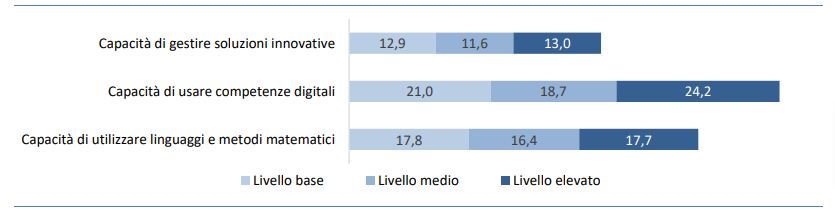 Capacità di gestire soluzioni innovative 12,9 11,6 13,0
Capacità di usare competenze digitali 21,0 18,7 24,2
Capacità di utilizzare linguaggi e metodi matematici 17,8 16,4 17,7
Livello base Livello medio Livello elevato